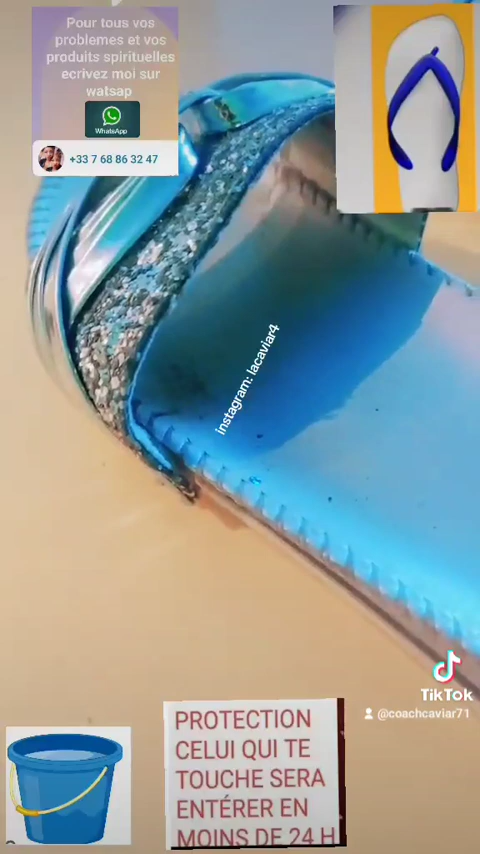 Pour tous vos
problemes et vos
produits spirituelles
ecrivez moi sur
watsap
WhatsApp
+33 7 68 86 32 47
instagram: lacaviar4
TikTok
@coachcaviar71
PROTECTION
CELUI QUI TE
TOUCHE SERA
ENTÉRER EN
MOINS DE 24 H